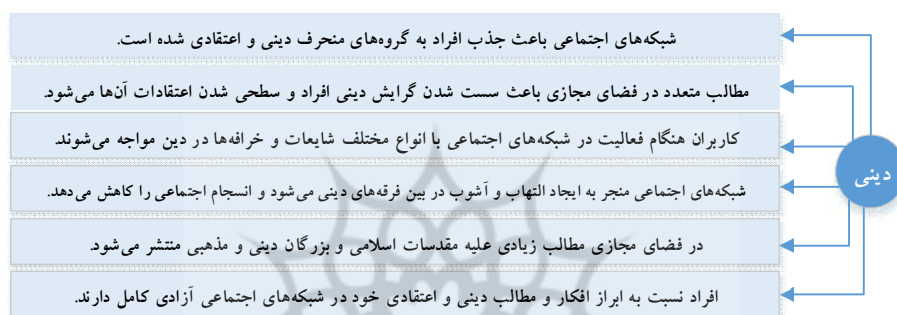 شبکه‌های اجتماعی باعث جذب افراد به گروه‌های منحرف دینی و اعتقادی شده است.
مطالب متعدد در فضای مجازی باعث سست شدن گرایش دینی افراد و سطحی شدن اعتقادات آن‌ها می‌شود.
کاربران هنگام فعالیت در شبکه‌های اجتماعی با انواع مختلف شایعات و خرافه‌ها در دین مواجه می‌شوند.
دینی
شبکه‌های اجتماعی منجر به ایجاد التهاب و آشوب در بین فرقه‌های دینی می‌شود و انسجام اجتماعی را کاهش می‌دهد.
در فضای مجازی مطالب زیادی علیه مقدسات اسلامی و بزرگان دینی و مذهبی منتشر می‌شود.
افراد نسبت به ابراز افکار و مطالب دینی و اعتقادی خود در شبکه‌های اجتماعی آزادی کامل دارند.